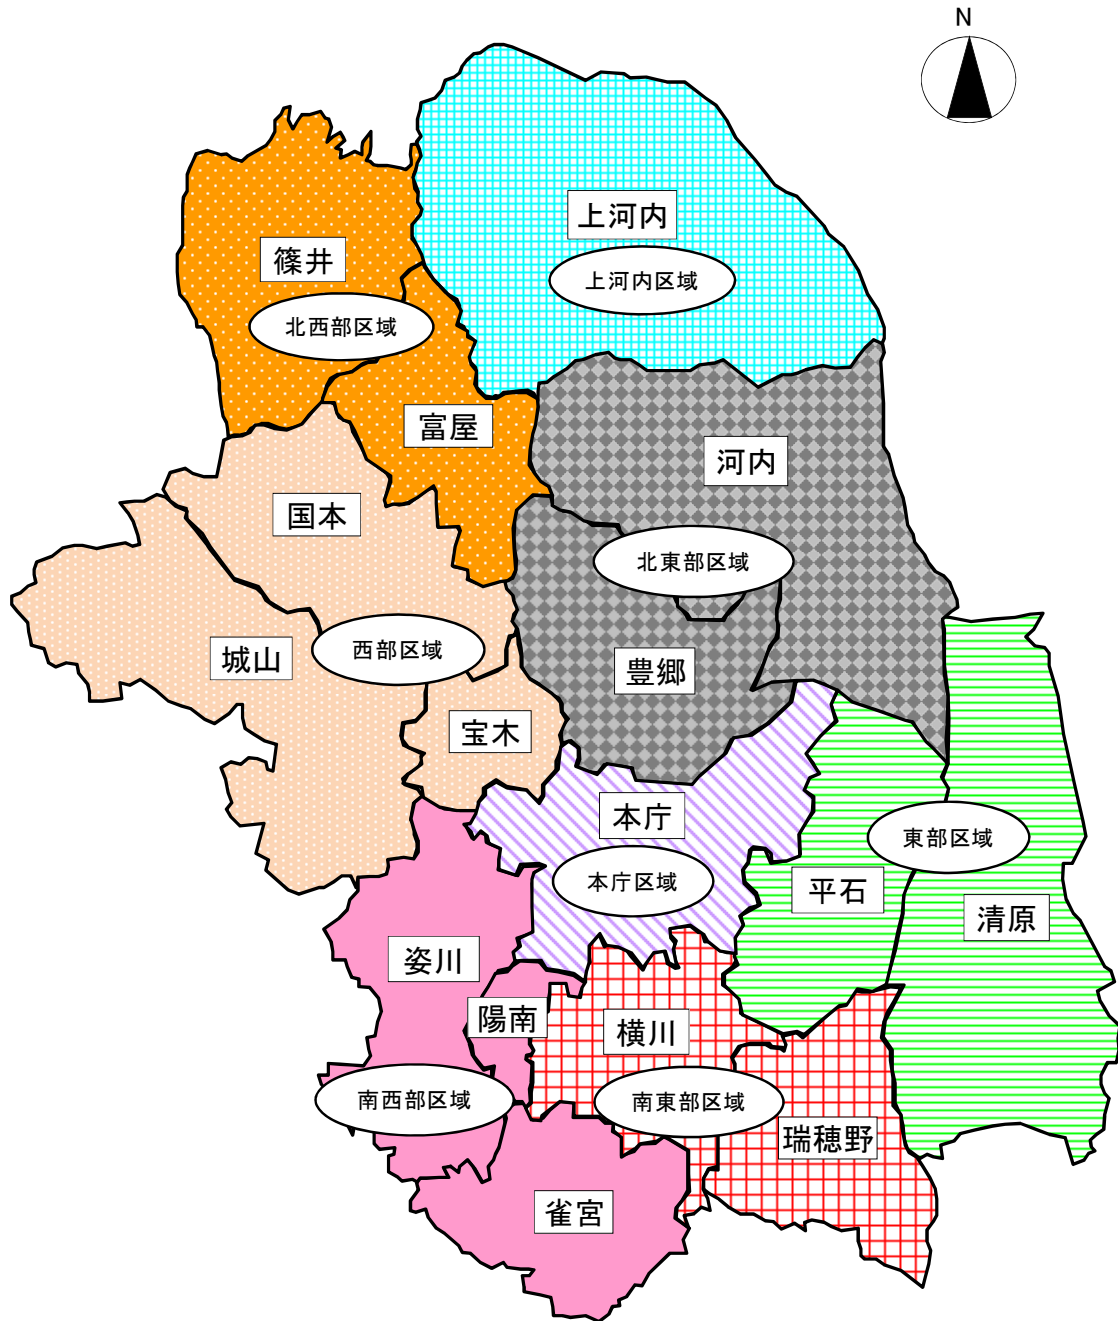 N
上河内
上河内区域
篠井
北西部区域
富屋
河内
国本
北東部区域
城山
西部区域
豊郷
宝木
本庁
本庁区域
東部区域
平石
清原
姿川
陽南
横川
南西部区域
南東部区域
瑞穂野
雀宮